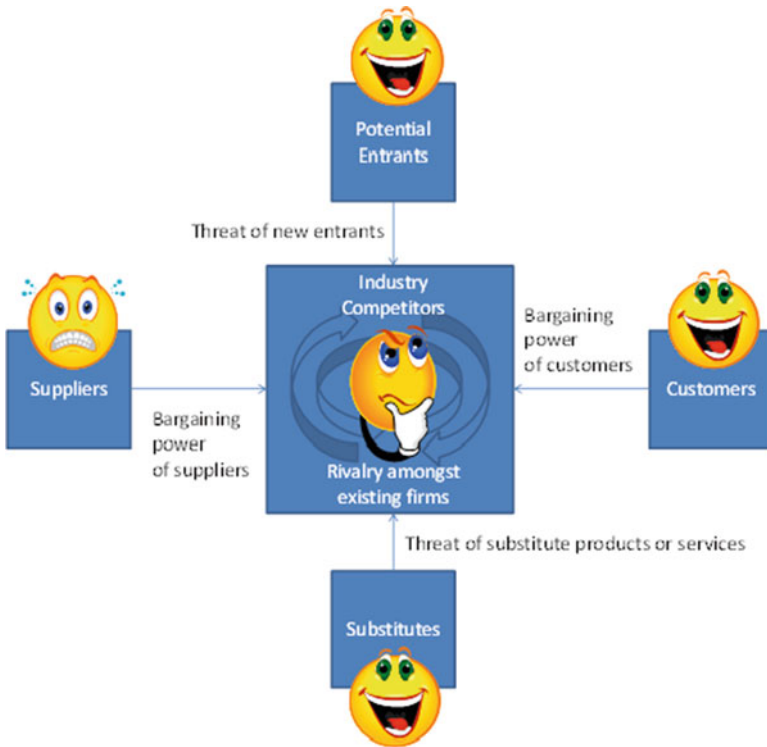 Potential
Entrants
Threat of new entrants
Industry
Competitors
Bargaining
power
of customers
Suppliers
Customers
Bargaining
power
of suppliers
Rivalry amongst
existing firms
Threat of substitute products or services
Substitutes